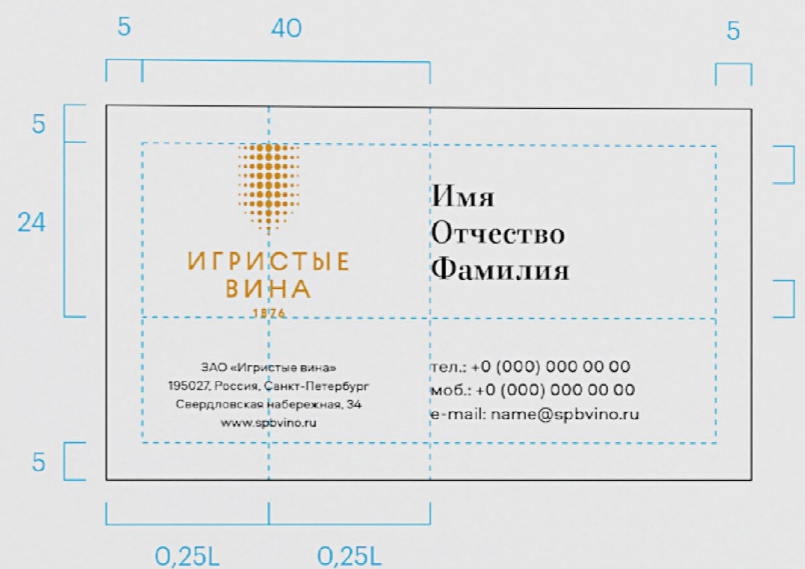 5 40 5
5
24
ИГРИСТЫЕ
ВИНА
1876
Имя
Отчество
Фамилия
ЗАО «Игристые вина»
195027, Россия, Санкт-Петербург
Свердловская набережная, 34
www.spbvino.ru
тел.: +0 (000) 000 00 00
моб.: +0 (000) 000 00 00
e-mail: name@spbvino.ru
5
0,25L 0,25L